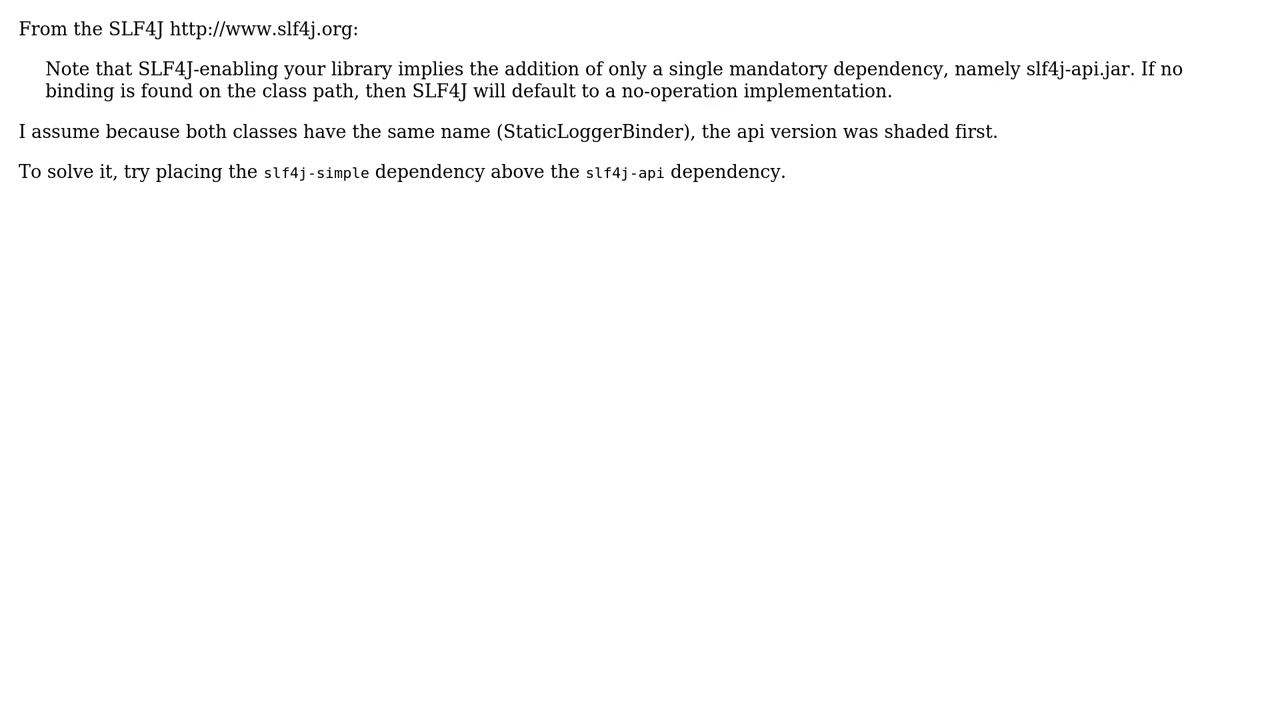 From the SLF4J http://www.slf4j.org:
Note that SLF4J-enabling your library implies the addition of only a single mandatory dependency, namely slf4j-api.jar. If no
binding is found on the class path, then SLF4J will default to a no-operation implementation.
I assume because both classes have the same name (StaticLoggerBinder), the api version was shaded first.
To solve it, try placing the slf4j-simple dependency above the slf4j-api dependency.